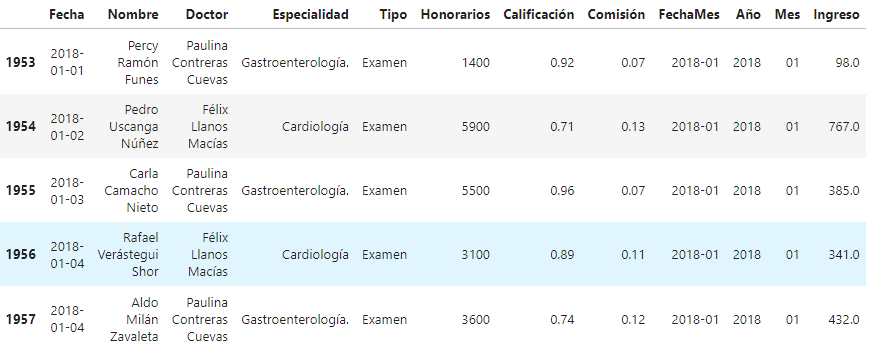 Fecha Nombre Doctor Especialidad Tipo Honorarios Calificación Comisión FechaMes Año Mes Ingreso
Percy Paulina
1953 2018-01-01 Ramón Contreras Gastroenterología. Examen 1400 0.92 0.07 2018-01 2018 01 98.0
Funes Cuevas
Pedro Félix
1954 2018-01-02 Uscanga Llanos Cardiología Examen 5900 0.71 0.13 2018-01 2018 01 767.0
Núñez Macías
Carla Paulina
1955 2018-01-03 Camacho Contreras Gastroenterología. Examen 5500 0.96 0.07 2018-01 2018 01 385.0
Nieto Cuevas
Rafael Félix
1956 2018-01-04 Verástegui Llanos Cardiología Examen 3100 0.89 0.11 2018-01 2018 01 341.0
Shor Macías
Aldo Paulina
1957 2018-01-04 Milán Contreras Gastroenterología. Examen 3600 0.74 0.12 2018-01 2018 01 432.0
Zavaleta Cuevas